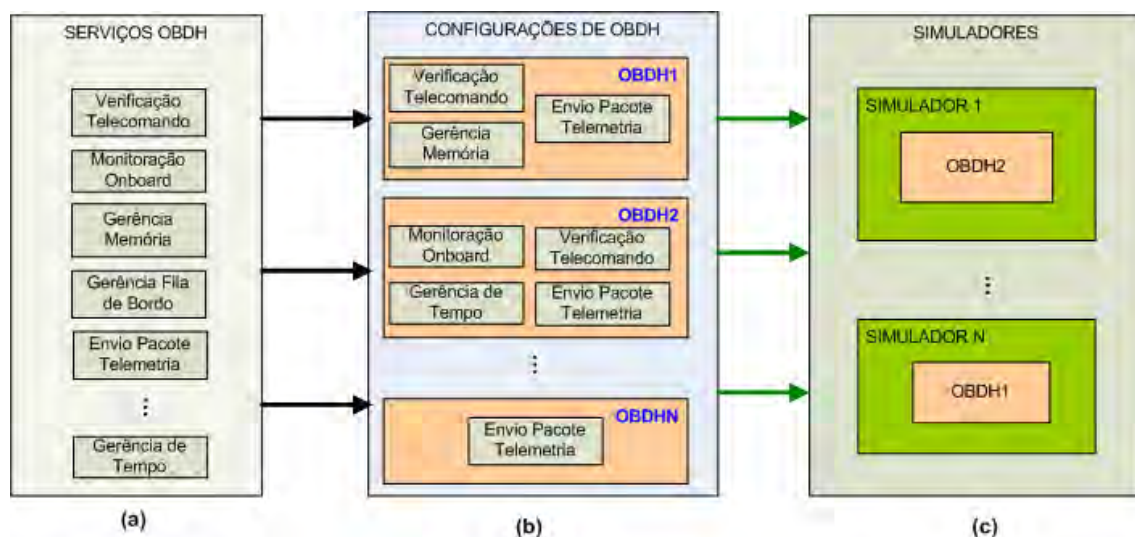 SERVIÇOS OBDH
Verificação
Telecomando
Monitoração
Onboard
Gerência
Memória
Gerência Fila
de Bordo
Envio Pacote
Telemetria
...
Gerência de
Tempo
(a)
CONFIGURAÇÕES DE OBDH
OBDH1
Verificação
Telecomando
Gerência
Memória
Envio Pacote
Telemetria
OBDH2
Monitoração
Onboard
Verificação
Telecomando
Gerência de
Tempo
Envio Pacote
Telemetria
...
OBDHN
Envio Pacote
Telemetria
(b)
SIMULADORES
SIMULADOR 1
OBDH2
...
SIMULADOR N
OBDH1
(c)